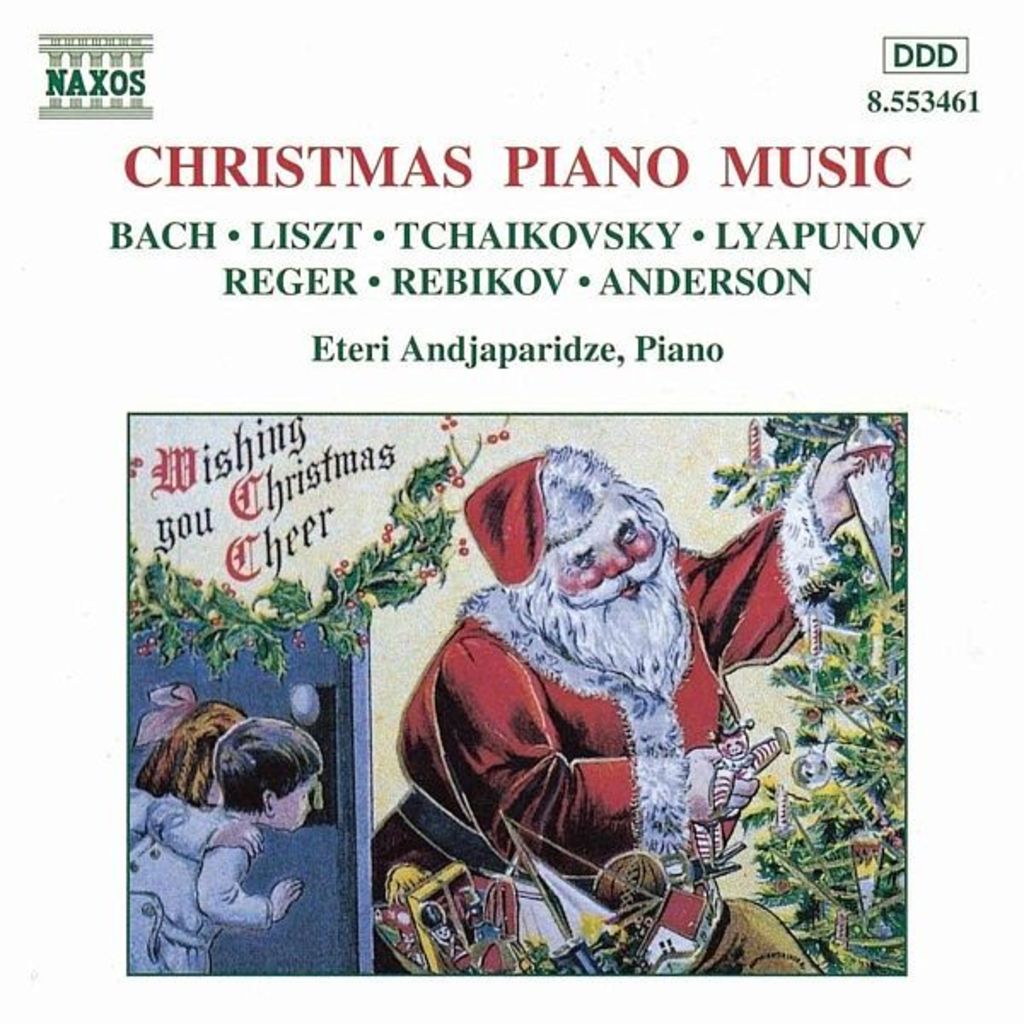 NAXOS
DDD
8.553461
CHRISTMAS PIANO MUSIC
BACH • LISZT • TCHAIKOVSKY • LYAPUNOV
REGER • REBIKOV • ANDERSON
Eteri Andjaparidze, Piano
Wishing
you Christmas
Cheer